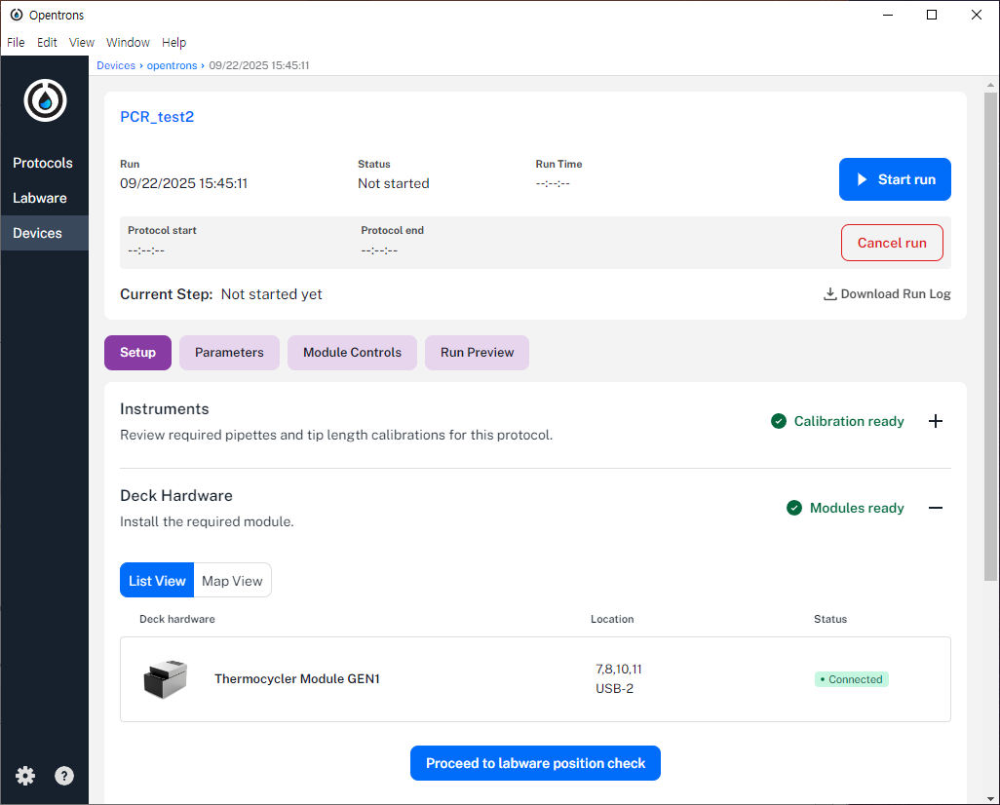 Opentrons
File Edit View Window Help
Devices › opentrons › 09/22/2025 15:45:11
Protocols
Labware
Devices
PCR_test2
Run Status Run Time
09/22/2025 15:45:11 Not started --:--:--
Start run
Protocol start Protocol end
--:--:-- --:--:--
Cancel run
Current Step: Not started yet
Download Run Log
Setup Parameters Module Controls Run Preview
Instruments
Review required pipettes and tip length calibrations for this protocol.
Calibration ready
Deck Hardware
Install the required module.
Modules ready
List View Map View
Deck hardware Location Status
Thermocycler Module GEN1
7,8,10,11
USB-2
Connected
Proceed to labware position check